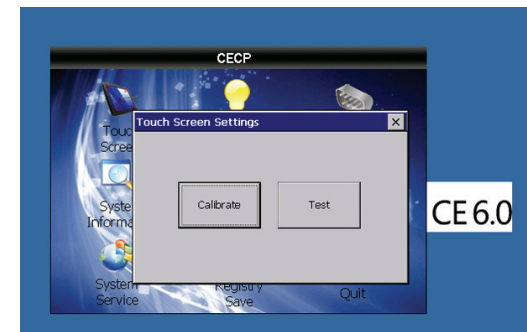 CECP
Touch Screen Settings
Touc
Scree
Calibrate
Test
Syste
Informa
CE 6.0
System
Service
Registry
Save
Quit